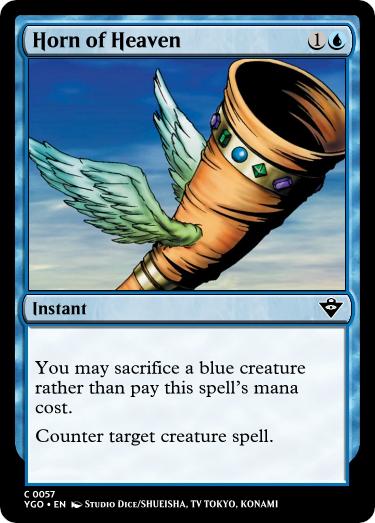 Horn of Heaven 1
Instant
You may sacrifice a blue creature
rather than pay this spell's mana
cost.
Counter target creature spell.
C 0057
YGO • EN Studio Dice/SHUEISHA, TV TOKYO, KONAMI